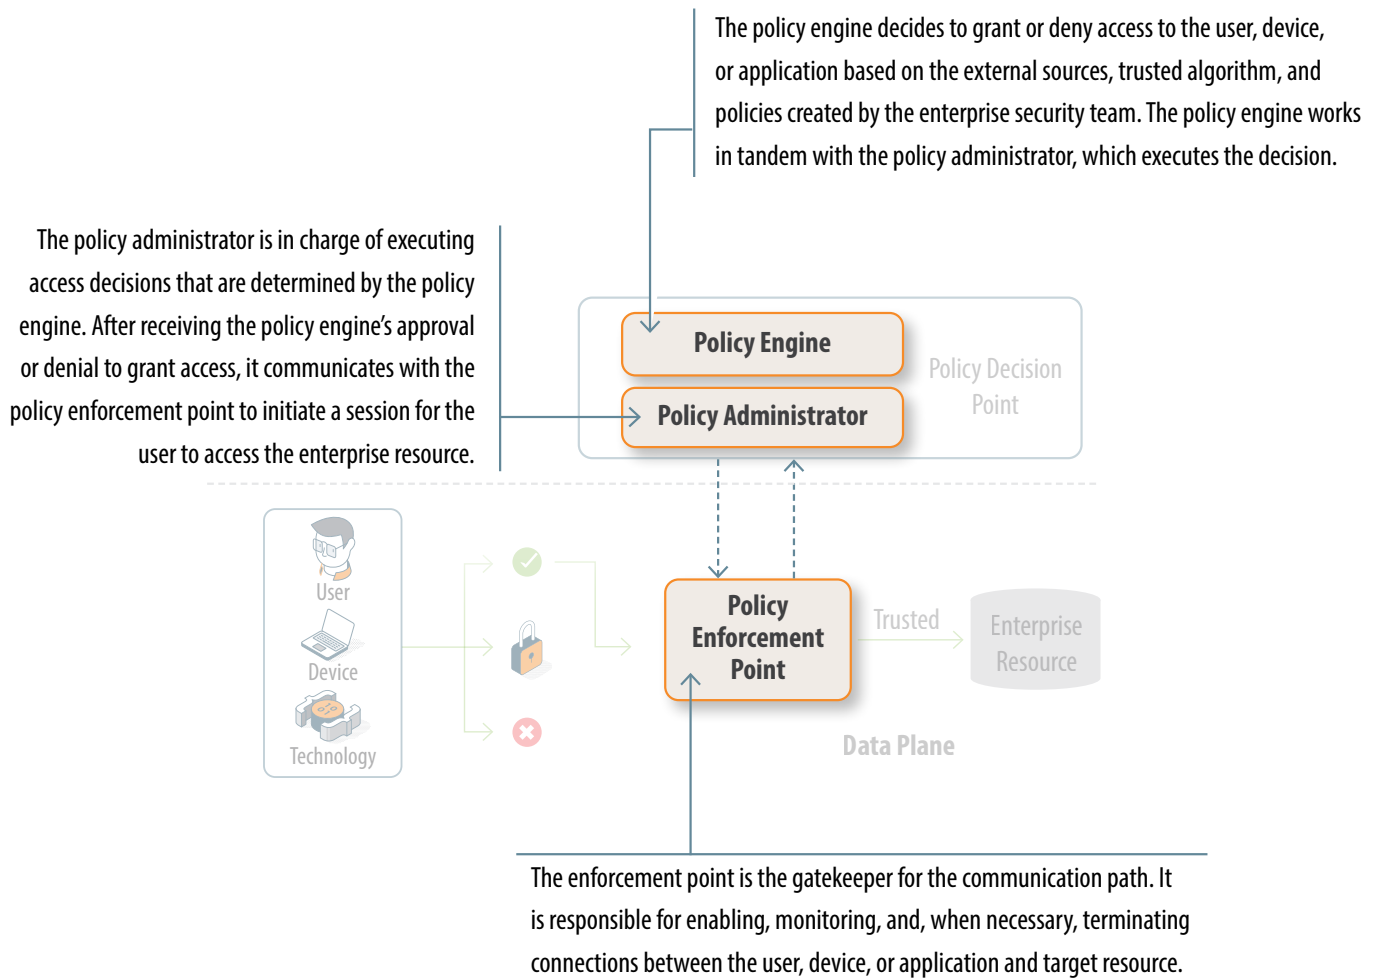 The policy engine decides to grant or deny access to the user, device,
or application based on the external sources, trusted algorithm, and
policies created by the enterprise security team. The policy engine works
in tandem with the policy administrator, which executes the decision.
The policy administrator is in charge of executing
access decisions that are determined by the policy
engine. After receiving the policy engine’s approval
or denial to grant access, it communicates with the
policy enforcement point to initiate a session for the
user to access the enterprise resource.
Policy Engine
Policy Administrator
Policy Decision
Point
User
Device
Technology
Policy
Enforcement
Point
Trusted
Enterprise
Resource
Data Plane
The enforcement point is the gatekeeper for the communication path. It
is responsible for enabling, monitoring, and, when necessary, terminating
connections between the user, device, or application and target resource.